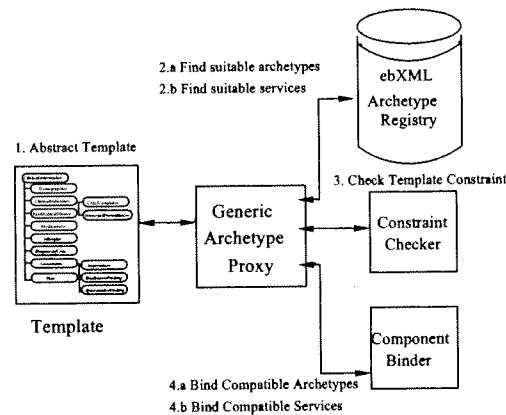 2.a Find suitable archetypes
2.b Find suitable services
ebXML
Archetype
Registry
1. Abstract Template
3. Check Template Constraint
Generic
Archetype
Proxy
Constraint
Checker
Template
Component
Binder
4.a Bind Compatible Archetypes
4.b Bind Compatible Services